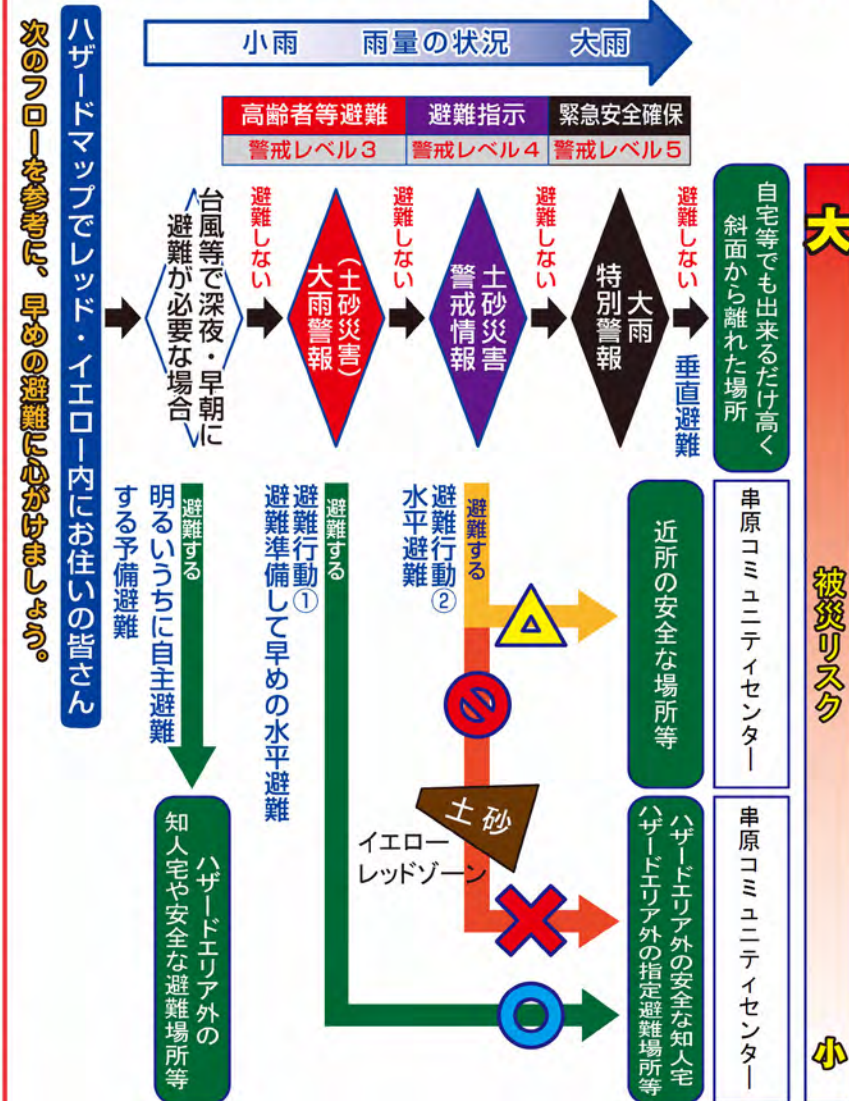 次のフローを参考に、早めの避難に心がけましょう。
ハザードマップでレッド・イエロー内にお住いの皆さん
小雨 雨量の状況 大雨
高齢者等避難 避難指示 緊急安全確保
警戒レベル3 警戒レベル4 警戒レベル5
台風等で深夜・早朝に
避難が必要な場合
避難しない
(土砂災害)
大雨警報
避難しない
土砂災害
警戒情報
避難しない
大雨
特別警報
避難しない
垂直避難
自宅等でも出来るだけ高く
斜面から離れた場所
避難する
明るいうちに自主避難
する予備避難
ハザードエリア外の
知人宅や安全な避難場所等
避難する
避難行動①
避難準備して早めの水平避難
避難する
避難行動②
水平避難
土砂
イエロー
レッドゾーン
近所の安全な場所等
串原コミュニティセンター
ハザードエリア外の安全な知人宅
ハザードエリア外の指定避難場所等
串原コミュニティセンター
大
被災リスク
小